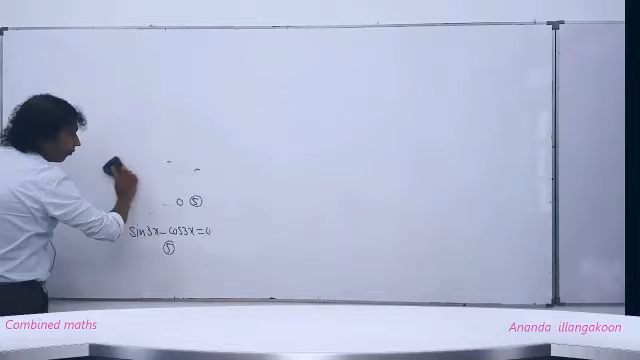 0 ⑤
sin3x - cos3x = 0
⑤
Combined maths
Ananda illangakoon